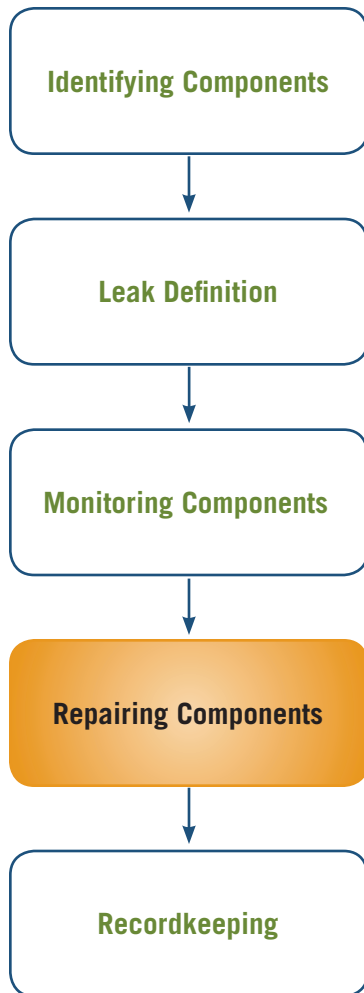 Identifying Components
Leak Definition
Monitoring Components
Repairing Components
Recordkeeping